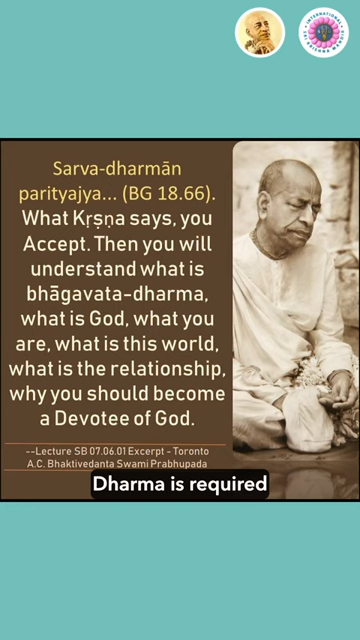 Sarva-dharmān
parityajya... (BG 18.66).
What Kṛṣṇa says, you
Accept. Then you will
understand what is
bhāgavata-dharma,
what is God, what you
are, what is this world,
what is the relationship,
why you should become
a Devotee of God.
--Lecture SB 07.06.01 Excerpt - Toronto
A.C. Bhaktivedanta Swami Prabhupada
Dharma is required